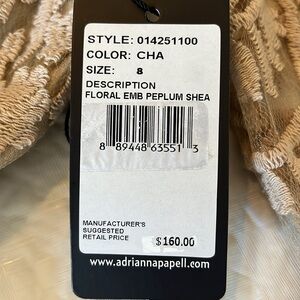 STYLE: 014251100
COLOR: CHA
SIZE: 8
DESCRIPTION
FLORAL EMB PEPLUM SHEA
8 89448 63551 3
MANUFACTURER'S
SUGGESTED
RETAIL PRICE
$160.00
www.adriannapapell.com